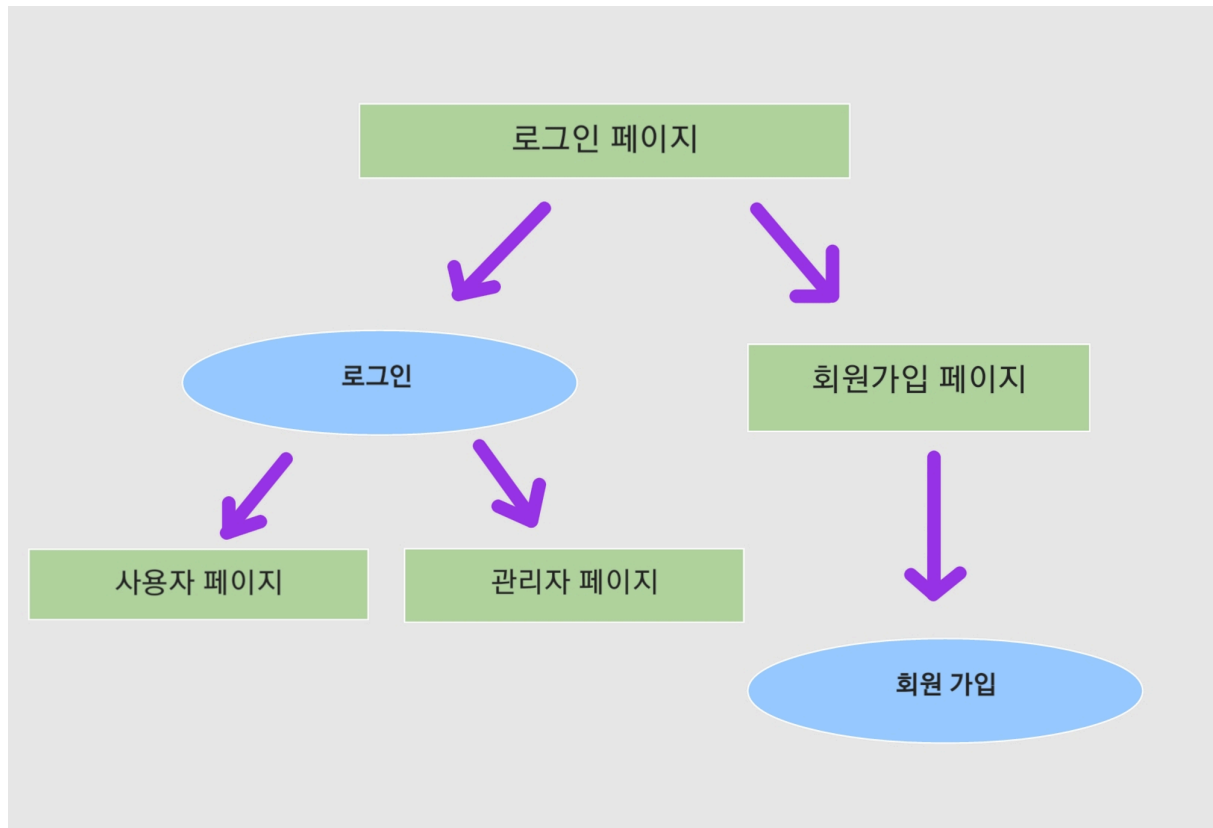 로그인 페이지
로그인
회원가입 페이지
사용자 페이지
관리자 페이지
회원 가입